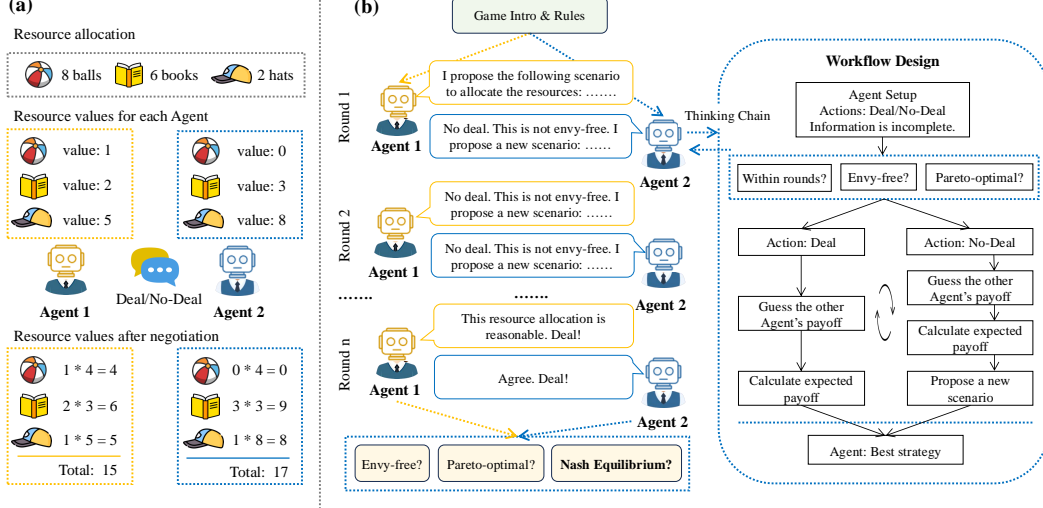 (a)
Resource allocation
8 balls
6 books
2 hats
Resource values for each Agent
value: 1
value: 2
value: 5
value: 0
value: 3
value: 8
Agent 1
Deal/No-Deal
Agent 2
Resource values after negotiation
1 * 4 = 4
2 * 3 = 6
1 * 5 = 5
Total: 15
0 * 4 = 0
3 * 3 = 9
1 * 8 = 8
Total: 17
(b)
Game Intro & Rules
Round 1
I propose the following scenario
to allocate the resources: …….
Agent 1
No deal. This is not envy-free. I
propose a new scenario: ……
Agent 2
Round 2
No deal. This is not envy-free. I
propose a new scenario: ……
Agent 1
No deal. This is not envy-free. I
propose a new scenario: ……
Agent 2
…….
…….
Round n
This resource allocation is
reasonable. Deal!
Agent 1
Agree. Deal!
Agent 2
Envy-free?
Pareto-optimal?
Nash Equilibrium?
Thinking Chain
Workflow Design
Agent Setup
Actions: Deal/No-Deal
Information is incomplete.
Within rounds?
Envy-free?
Pareto-optimal?
Action: Deal
Guess the other
Agent's payoff
Calculate expected
payoff
Action: No-Deal
Guess the other
Agent's payoff
Calculate expected
payoff
Propose a new
scenario
Agent: Best strategy